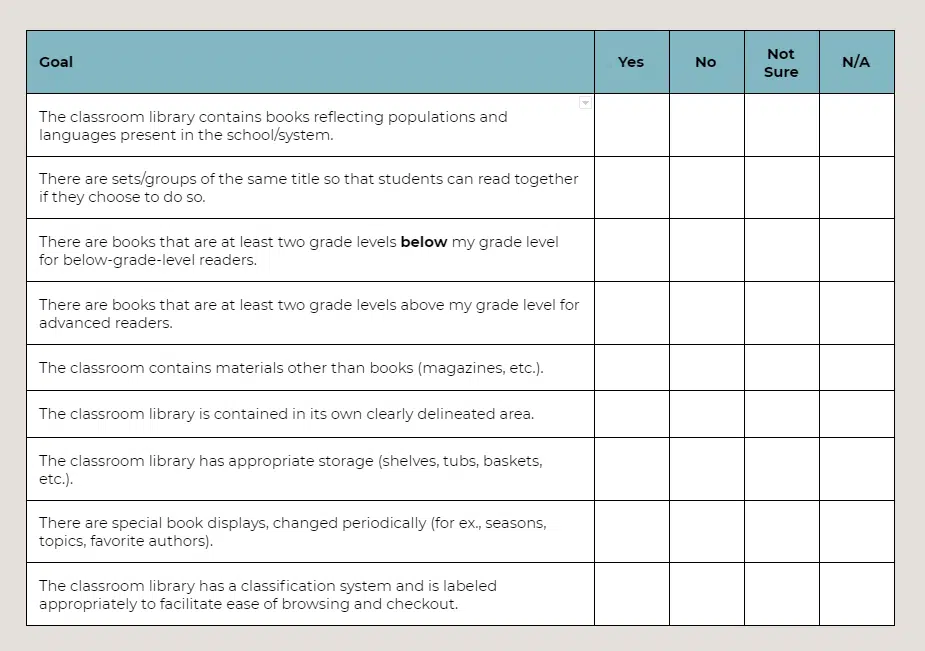 Goal
Yes
No
Not
Sure
N/A
The classroom library contains books reflecting populations and
languages present in the school/system.
There are sets/groups of the same title so that students can read together
if they choose to do so.
There are books that are at least two grade levels below my grade level
for below-grade-level readers.
There are books that are at least two grade levels above my grade level for
advanced readers.
The classroom contains materials other than books (magazines, etc.).
The classroom library is contained in its own clearly delineated area.
The classroom library has appropriate storage (shelves, tubs, baskets,
etc.).
There are special book displays, changed periodically (for ex., seasons,
topics, favorite authors).
The classroom library has a classification system and is labeled
appropriately to facilitate ease of browsing and checkout.